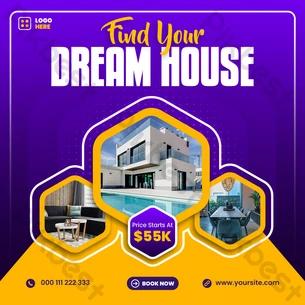 LOGO
HERE
Find Your
DREAM HOUSE
Price Starts At
$55K
000 111 222 333
BOOK NOW
www.yoursite.com